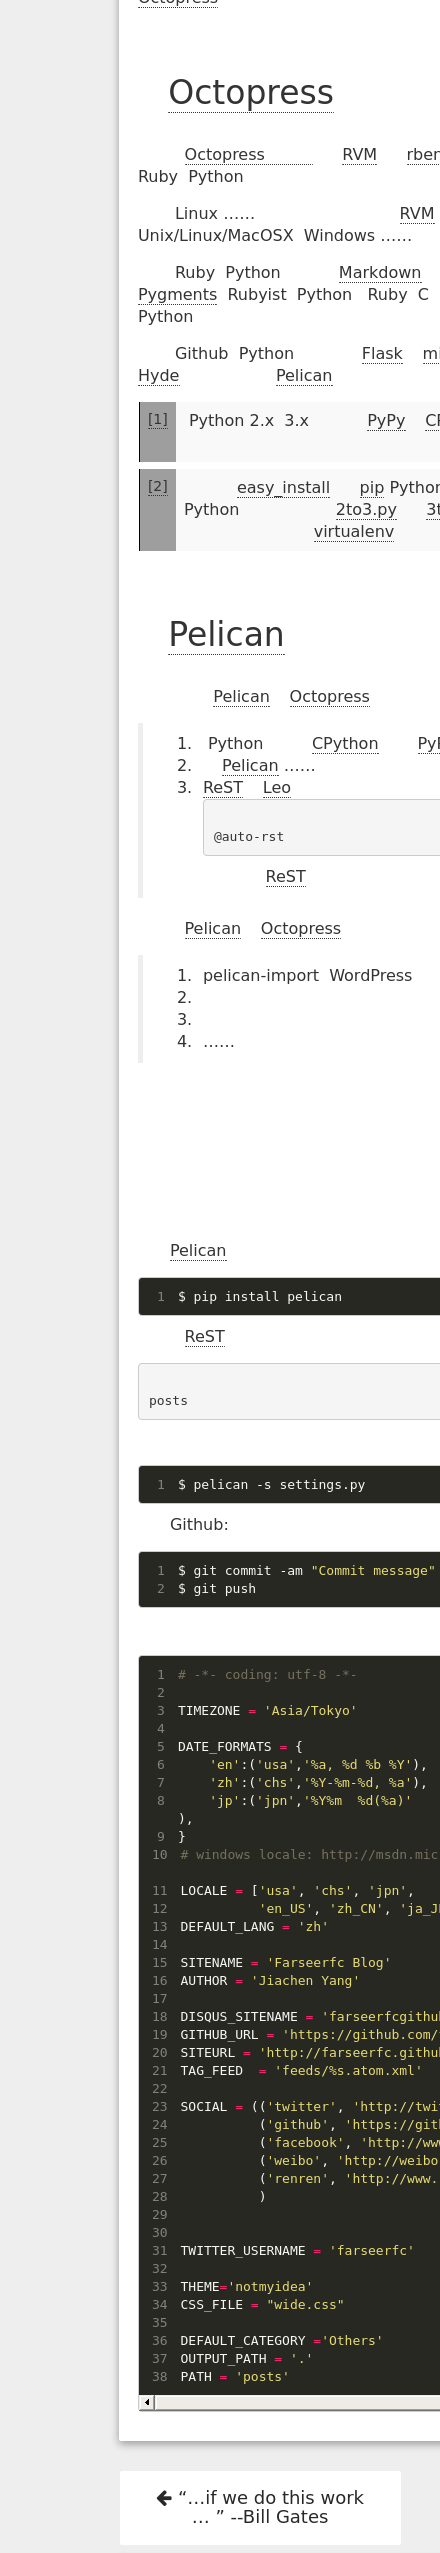 Octopress
Octopress
Octopress RVM rben
Ruby Python
Linux ...... RVM
Unix/Linux/MacOSX Windows ......
Ruby Python Markdown
Pygments Rubyist Python Ruby C
Python
Github Python Flask mi
Hyde Pelican
[1] Python 2.x 3.x PyPy CP
[2] easy_install pip Python
Python 2to3.py 3t
virtualenv
Pelican
Pelican Octopress
1. Python CPython PyP
2. Pelican ......
3. ReST Leo
@auto-rst
ReST
Pelican Octopress
1. pelican-import WordPress
2.
3.
4. ......
Pelican
1 $ pip install pelican
ReST
posts
1 $ pelican -s settings.py
Github:
1 $ git commit -am "Commit message"
2 $ git push
1 # -*- coding: utf-8 -*-
2
3 TIMEZONE = 'Asia/Tokyo'
4
5 DATE_FORMATS = {
6 'en':('usa','%a, %d %b %Y'),
7 'zh':('chs','%Y-%m-%d, %a'),
8 'jp':('jpn','%Y%m %d(%a)'
),
9 }
10 # windows locale: http://msdn.mic
11 LOCALE = ['usa', 'chs', 'jpn',
12 'en_US', 'zh_CN', 'ja_JP
13 DEFAULT_LANG = 'zh'
14
15 SITENAME = 'Farseerfc Blog'
16 AUTHOR = 'Jiachen Yang'
17
18 DISQUS_SITENAME = 'farseerfcgithub
19 GITHUB_URL = 'https://github.com/f
20 SITEURL = 'http://farseerfc.github
21 TAG_FEED = 'feeds/%s.atom.xml'
22
23 SOCIAL = (('twitter', 'http://twit
24 ('github', 'https://gith
25 ('facebook', 'http://www
26 ('weibo', 'http://weibo.
27 ('renren', 'http://www.r
28 )
29
30
31 TWITTER_USERNAME = 'farseerfc'
32
33 THEME='notmyidea'
34 CSS_FILE = "wide.css"
35
36 DEFAULT_CATEGORY ='Others'
37 OUTPUT_PATH = '.'
38 PATH = 'posts'
“...if we do this work
... ” --Bill Gates